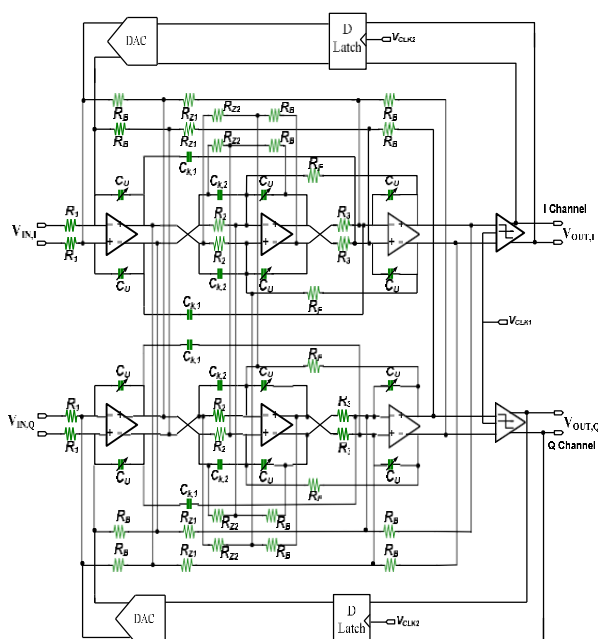 DAC
D
Latch
VCLK2
RB RZ1 RZ2 RB RB
RB RZ1 RZ2 RB RB
Ck,1
RF
CU Ck,2 CU CU
R1 R2 R3
VIN,I
I Channel
VOUT,I
R1 R2 R3
CU CU CU
RF
Ck,1
VCLK1
Ck,1
RF
CU Ck,2 CU CU
R1 R2 R3
VIN,Q
VOUT,Q
Q Channel
R1 R2 R3
CU Ck,2 CU CU
RF
Ck,1
RB RZ1 RZ2 RB RB
RB RZ1 RZ2 RB RB
DAC
D
Latch
VCLK2